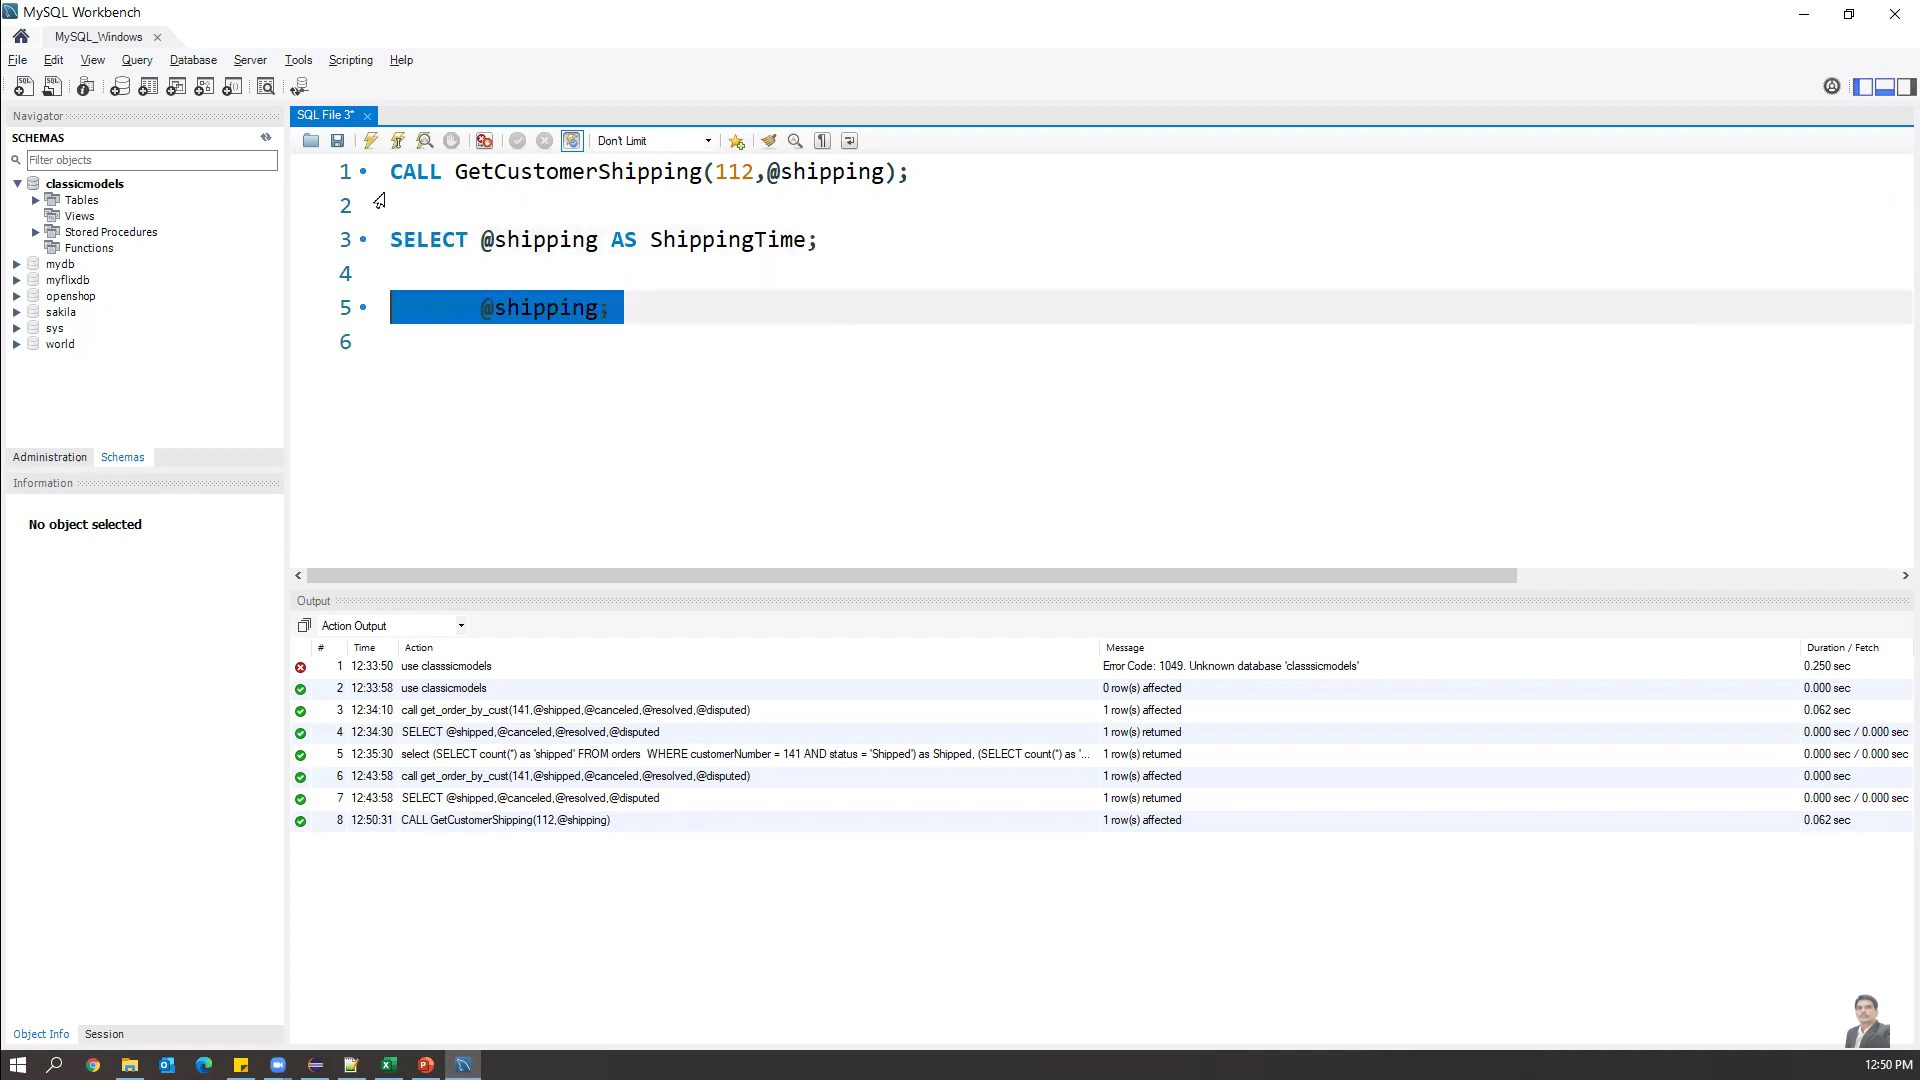 MySQL Workbench
MySQL_Windows
File Edit View Query Database Server Tools Scripting Help
Navigator
SCHEMAS
Filter objects
classicmodels
Tables
Views
Stored Procedures
Functions
mydb
myflixdb
openshop
sakila
sys
world
Administration Schemas
Information
No object selected
Object Info Session
SQL File 3*
Don't Limit
1 CALL GetCustomerShipping(112,@shipping);
2
3 SELECT @shipping AS ShippingTime;
4
5 @shipping;
6
Output
Action Output
# Time Action Message Duration / Fetch
1 12:33:50 use classsicmodels Error Code: 1049. Unknown database 'classsicmodels' 0.250 sec
2 12:33:58 use classicmodels 0 row(s) affected 0.000 sec
3 12:34:10 call get_order_by_cust(141,@shipped,@canceled,@resolved,@disputed) 1 row(s) affected 0.062 sec
4 12:34:30 SELECT @shipped,@canceled,@resolved,@disputed 1 row(s) returned 0.000 sec / 0.000 sec
5 12:35:30 select (SELECT count(*) as 'shipped' FROM orders WHERE customerNumber = 141 AND status = 'Shipped') as Shipped, (SELECT count(*) as '... 1 row(s) returned 0.000 sec / 0.000 sec
6 12:43:58 call get_order_by_cust(141,@shipped,@canceled,@resolved,@disputed) 1 row(s) affected 0.000 sec
7 12:43:58 SELECT @shipped,@canceled,@resolved,@disputed 1 row(s) returned 0.000 sec / 0.000 sec
8 12:50:31 CALL GetCustomerShipping(112,@shipping) 1 row(s) affected 0.062 sec
12:50 PM